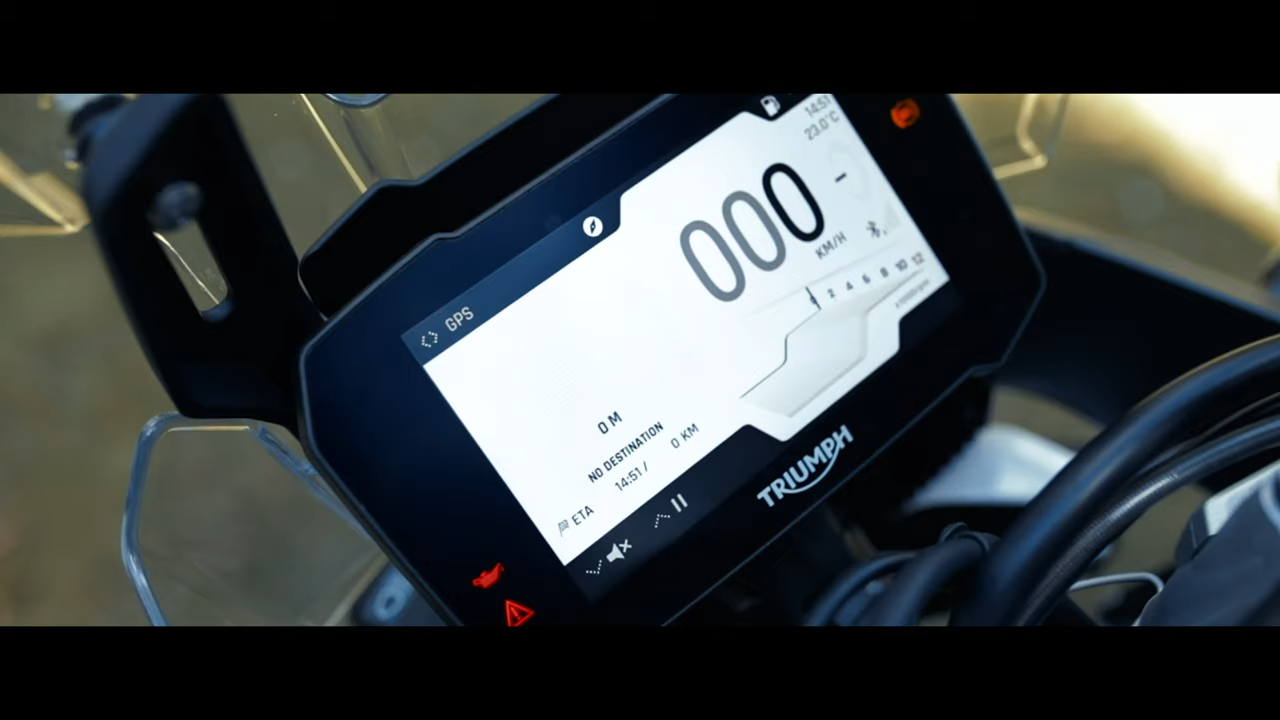 GPS
14:51
23.0°C
000
KM/H
2 4 6 8 10 12
0 M
NO DESTINATION
14:51 / 0 KM
ETA
TRIUMPH